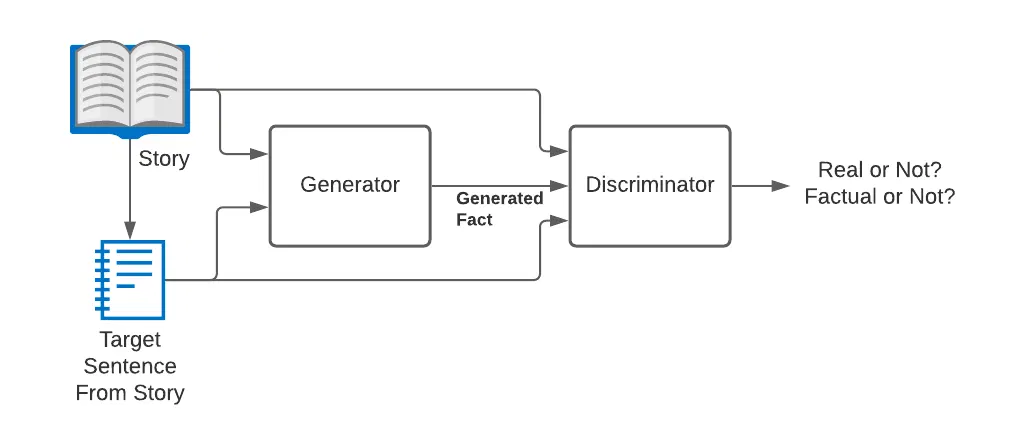 Story
Generator
Generated
Fact
Discriminator
Real or Not?
Factual or Not?
Target
Sentence
From Story